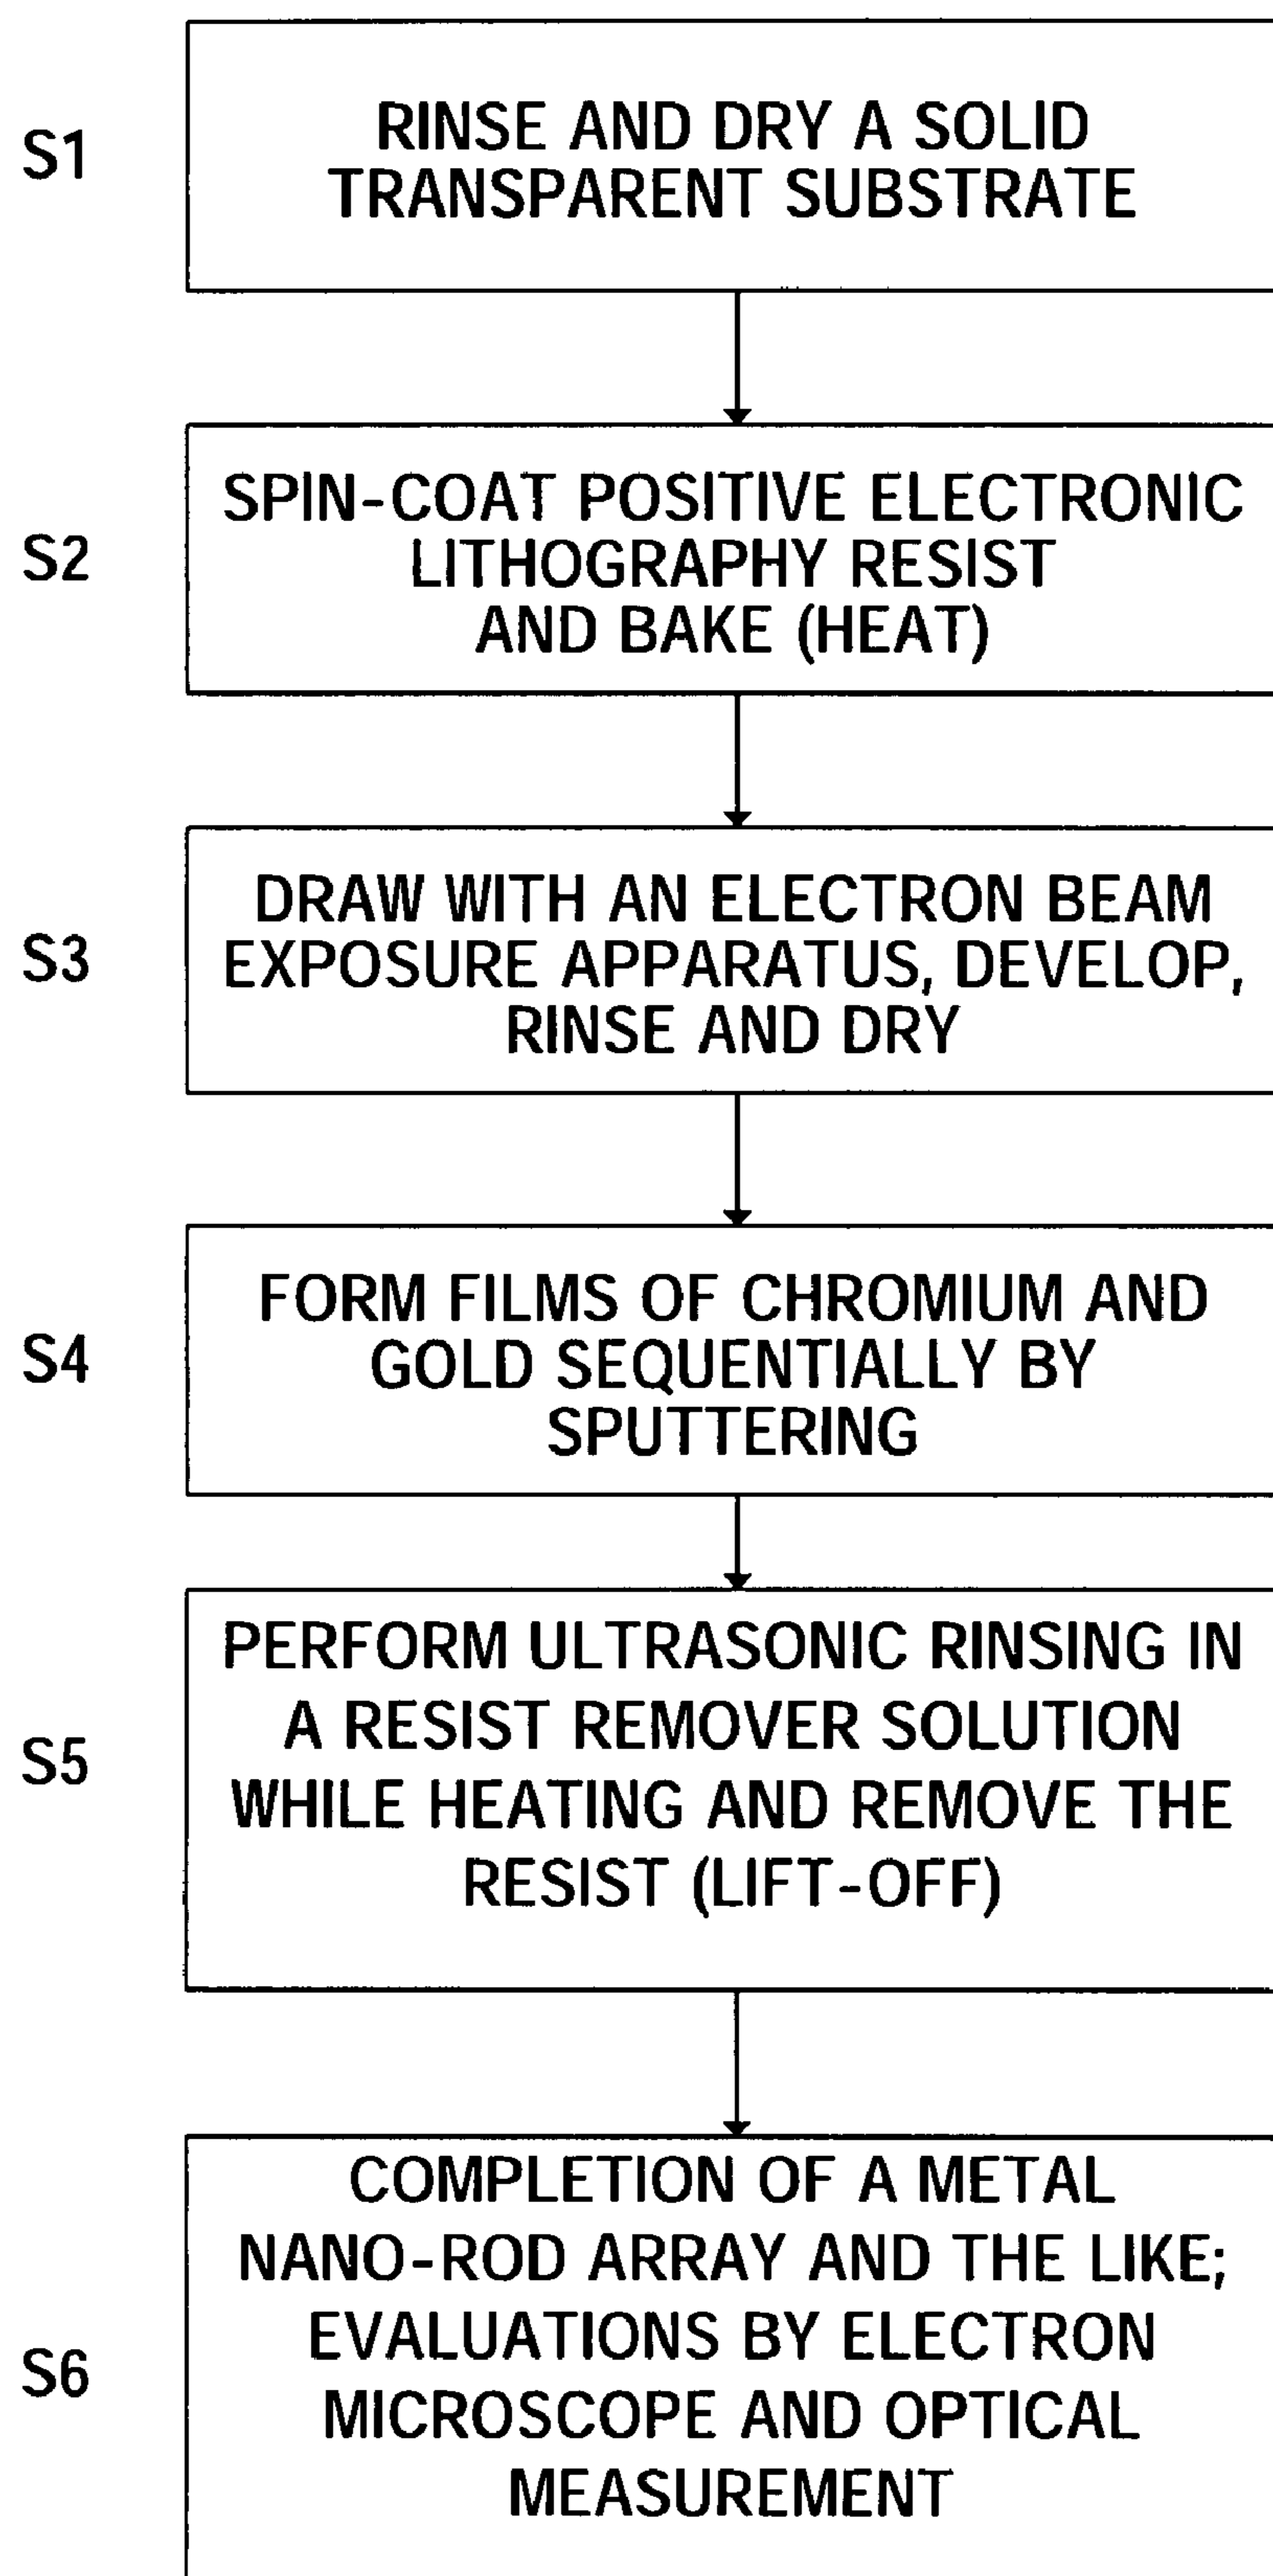 S1
RINSE AND DRY A SOLID
TRANSPARENT SUBSTRATE
S2
SPIN-COAT POSITIVE ELECTRONIC
LITHOGRAPHY RESIST
AND BAKE (HEAT)
S3
DRAW WITH AN ELECTRON BEAM
EXPOSURE APPARATUS, DEVELOP,
RINSE AND DRY
S4
FORM FILMS OF CHROMIUM AND
GOLD SEQUENTIALLY BY
SPUTTERING
S5
PERFORM ULTRASONIC RINSING IN
A RESIST REMOVER SOLUTION
WHILE HEATING AND REMOVE THE
RESIST (LIFT-OFF)
S6
COMPLETION OF A METAL
NANO-ROD ARRAY AND THE LIKE;
EVALUATIONS BY ELECTRON
MICROSCOPE AND OPTICAL
MEASUREMENT